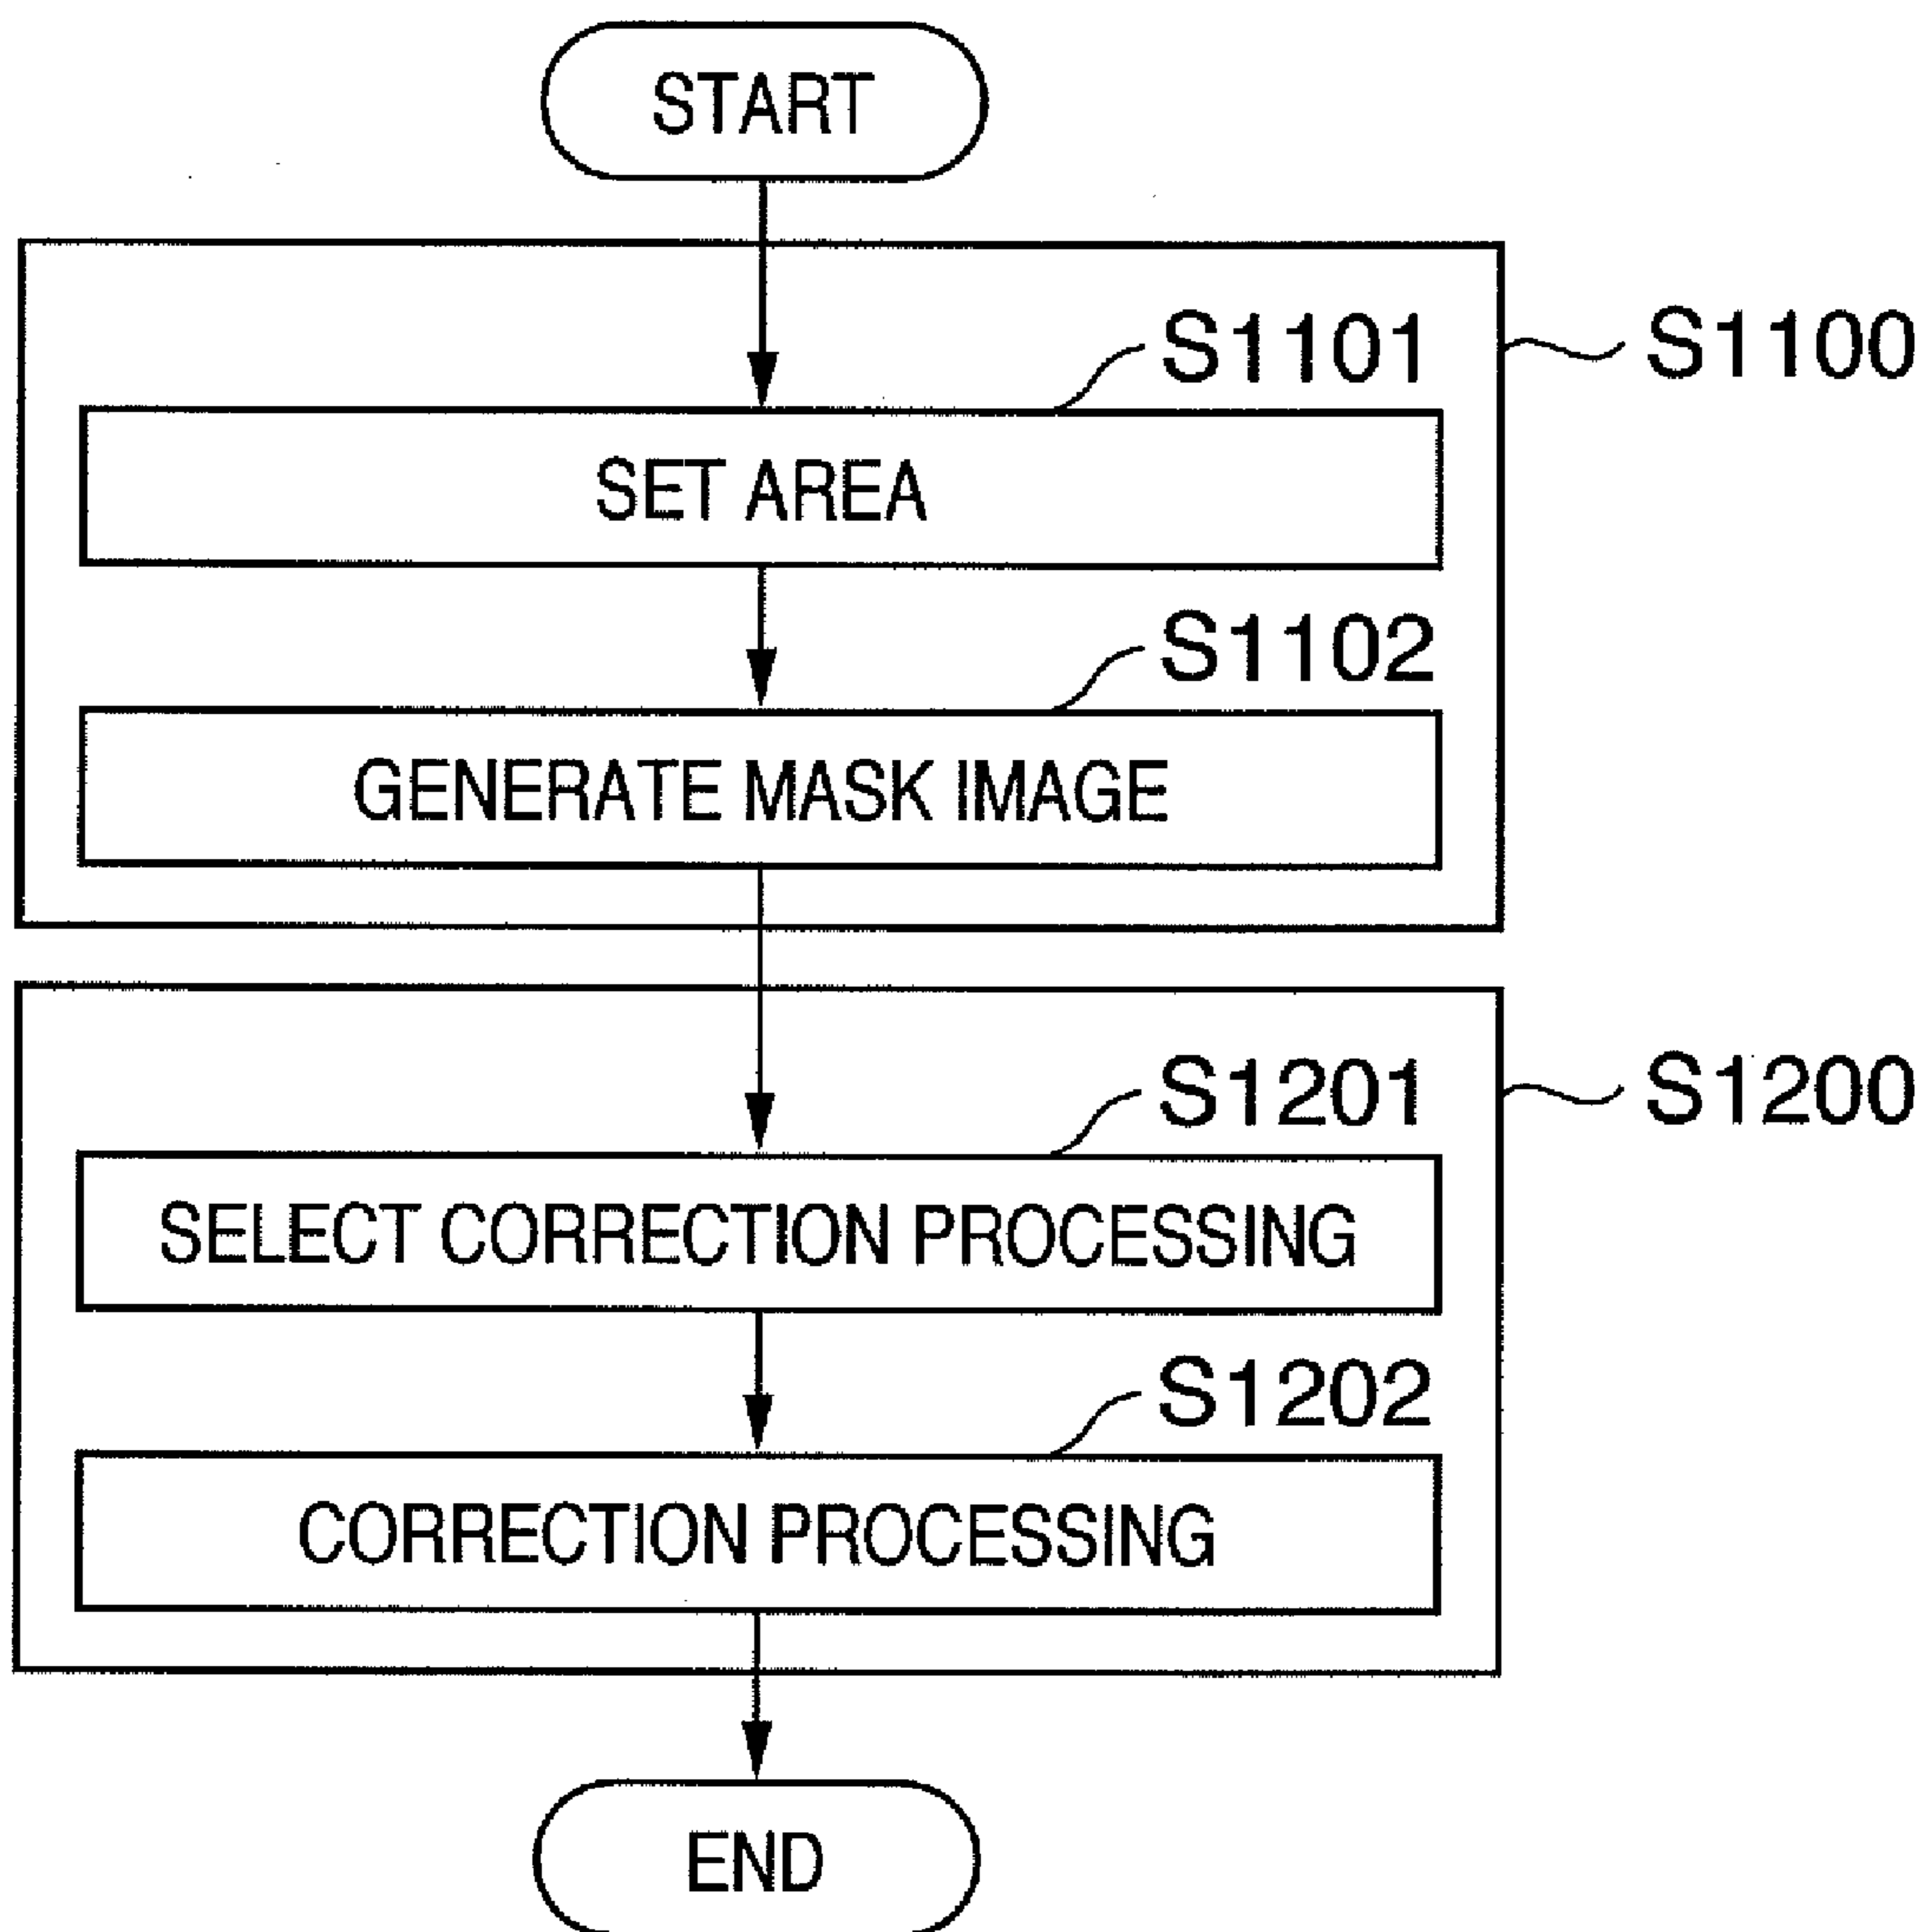 START
S1101
S1100
SET AREA
S1102
GENERATE MASK IMAGE
S1201
S1200
SELECT CORRECTION PROCESSING
S1202
CORRECTION PROCESSING
END